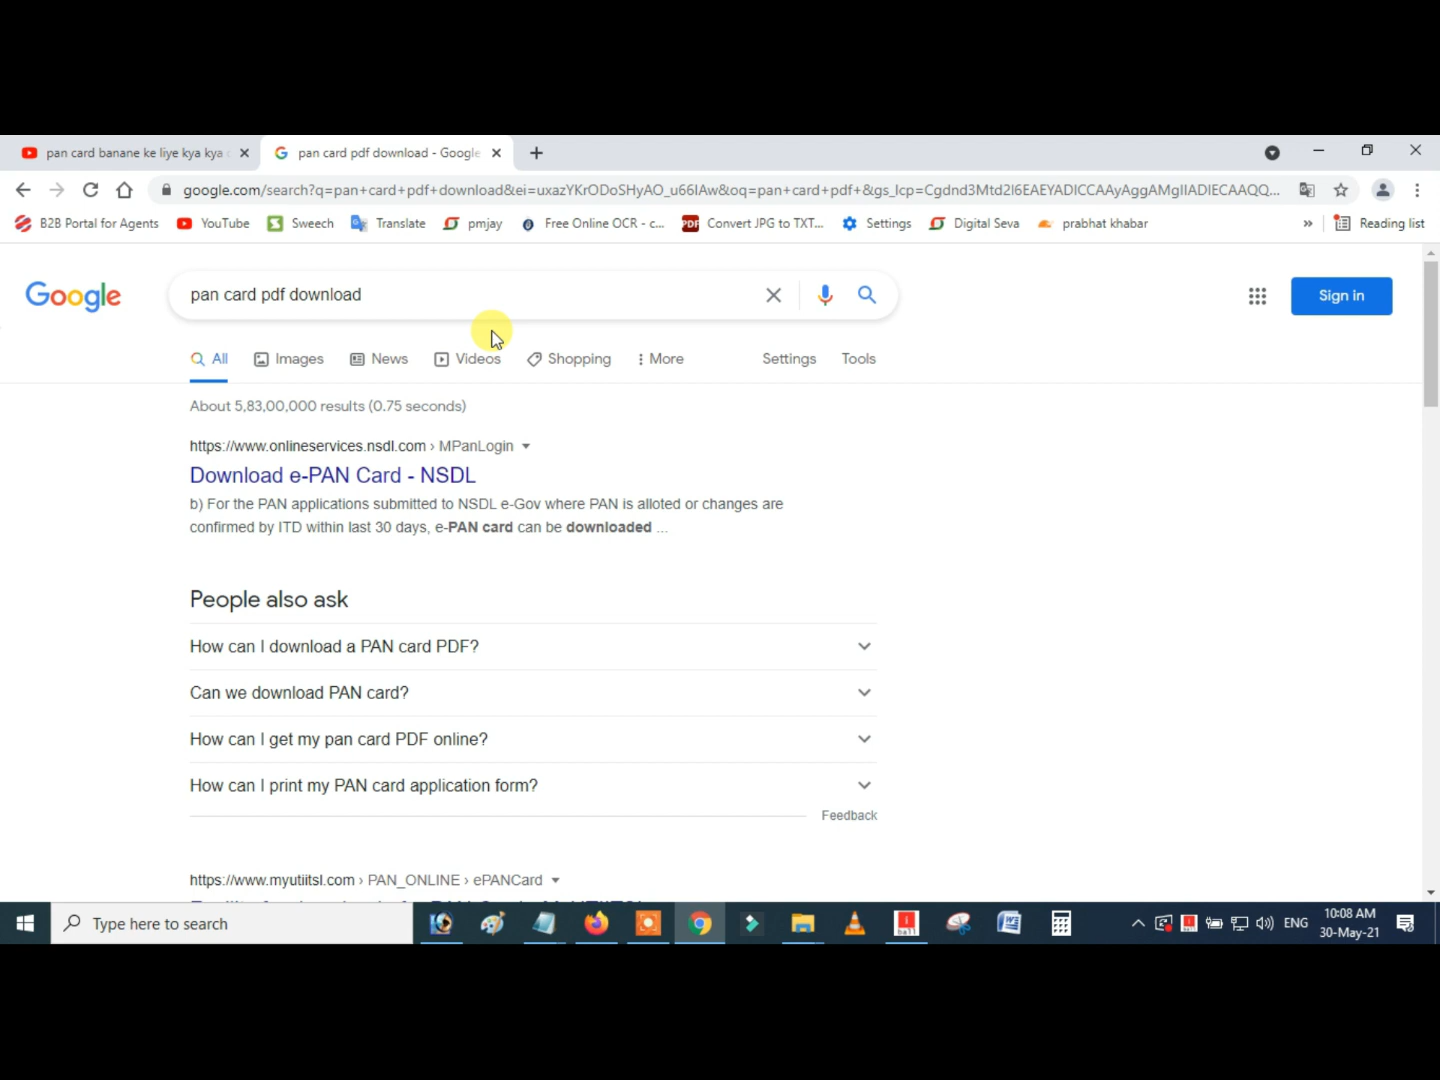 pan card banane ke liye kya kya
pan card pdf download - Google
google.com/search?q=pan+card+pdf+download&ei=uxazYKrODoSHyAO_u66IAw&oq=pan+card+pdf+&gs_lcp=Cgdnd3Mtd2l6EAEYADICCAAyAggAMgIIADIECAAQQ...
B2B Portal for Agents YouTube Sweech Translate pmjay Free Online OCR - c... Convert JPG to TXT... Settings Digital Seva prabhat khabar » Reading list
Google
pan card pdf download
Sign in
All Images News Videos Shopping More Settings Tools
About 5,83,00,000 results (0.75 seconds)
https://www.onlineservices.nsdl.com › MPanLogin
Download e-PAN Card - NSDL
b) For the PAN applications submitted to NSDL e-Gov where PAN is alloted or changes are
confirmed by ITD within last 30 days, e-PAN card can be downloaded ...
People also ask
How can I download a PAN card PDF?
Can we download PAN card?
How can I get my pan card PDF online?
How can I print my PAN card application form?
Feedback
https://www.myutiitsl.com › PAN_ONLINE › ePANCard
Type here to search
ball
ENG
10:08 AM
30-May-21